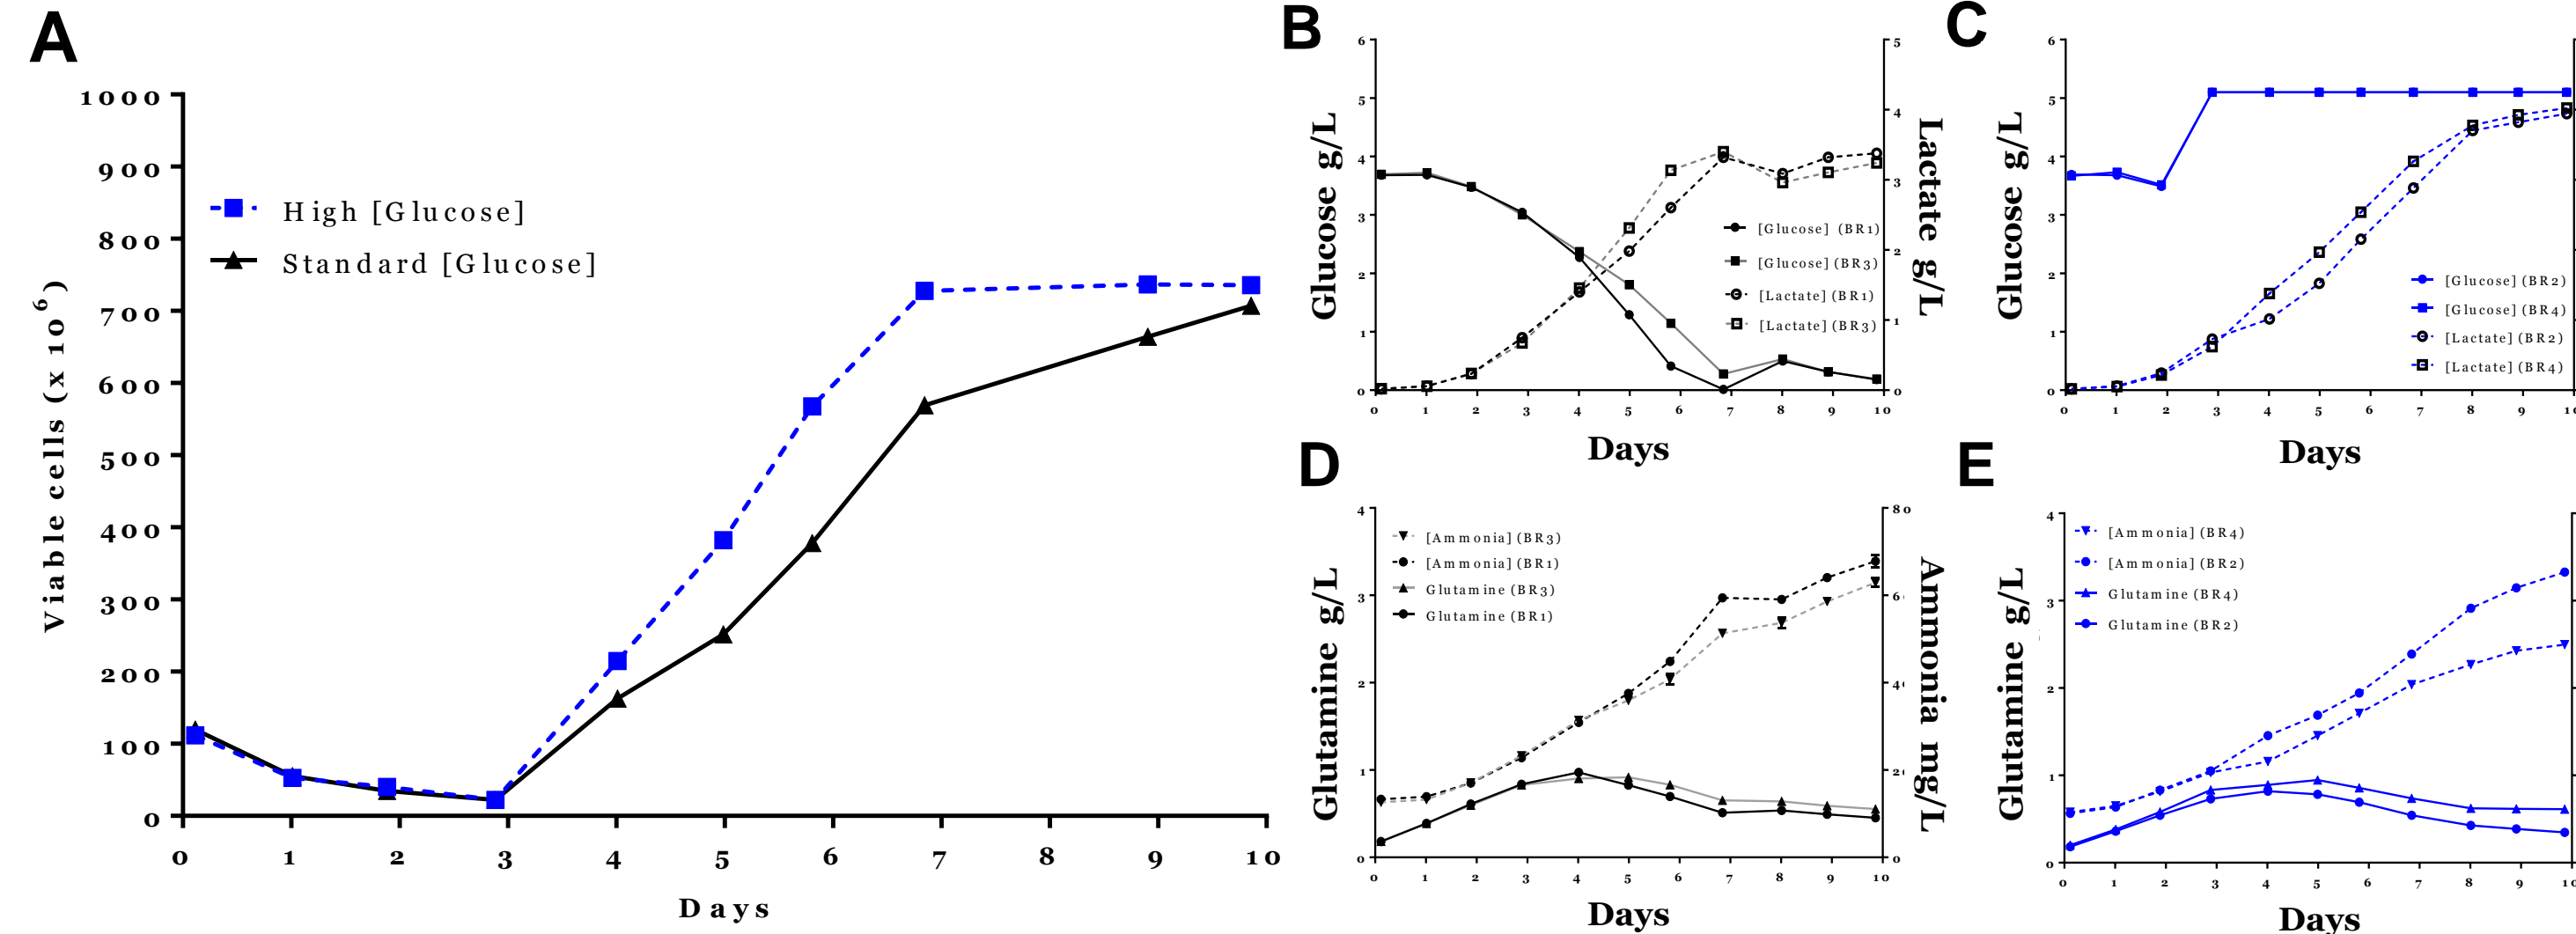 A
1000
900
800
700
600
500
400
300
200
100
0
Viable cells (x 10⁶)
High [Glucose]
Standard [Glucose]
0 1 2 3 4 5 6 7 8 9 10
Days
B
6
5
4
3
2
1
0
Glucose g/L
5
4
3
2
1
0
Lactate g/L
[Glucose] (BR1)
[Glucose] (BR3)
[Lactate] (BR1)
[Lactate] (BR3)
0 1 2 3 4 5 6 7 8 9 10
Days
C
6
5
4
3
2
1
0
Glucose g/L
[Glucose] (BR2)
[Glucose] (BR4)
[Lactate] (BR2)
[Lactate] (BR4)
0 1 2 3 4 5 6 7 8 9
Days
D
4
3
2
1
0
Glutamine g/L
80
0
Ammonia mg/L
[Ammonia] (BR3)
[Ammonia] (BR1)
Glutamine (BR3)
Glutamine (BR1)
0 1 2 3 4 5 6 7 8 9 10
Days
E
4
3
2
1
0
Glutamine g/L
[Ammonia] (BR4)
[Ammonia] (BR2)
Glutamine (BR4)
Glutamine (BR2)
0 1 2 3 4 5 6 7 8 9
Days